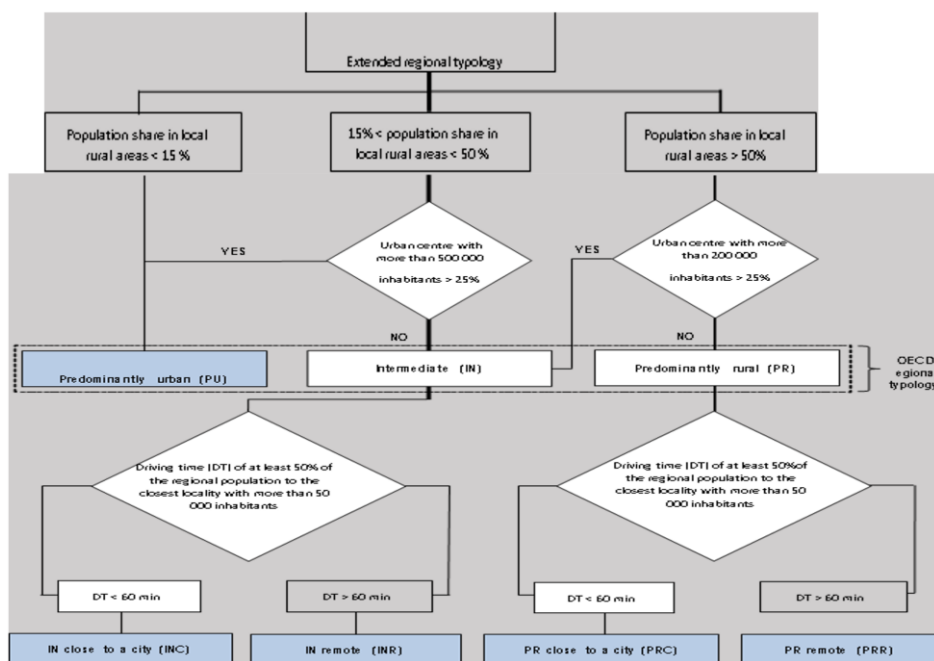 Extended regional typology
Population share in local
rural areas < 15 %
15% < population share in
local rural areas < 50 %
Population share in local
rural areas > 50%
Urban centre with
more than 500 000
inhabitants > 25%
YES
Urban centre with more
than 200 000
inhabitants > 25%
YES
NO
NO
Predominantly urban (PU)
Intermediate (IN)
Predominantly rural (PR)
OECD
egional
typology
Driving time (DT) of at least 50% of
the regional population to the
closest locality with more than 50
000 inhabitants
Driving time (DT) of at least 50%of
the regional population to the
closest locality with more than 50
000 inhabitants
DT < 60 min
DT > 60 min
DT < 60 min
DT > 60 min
IN close to a city (INC)
IN remote (INR)
PR close to a city (PRC)
PR remote (PRR)